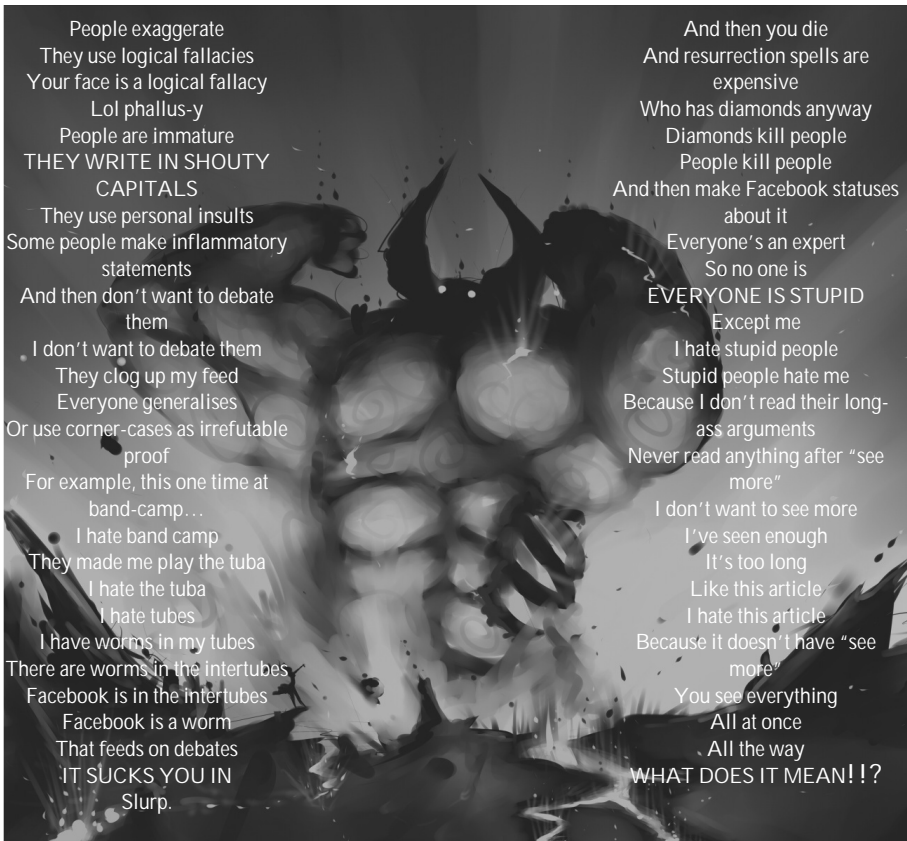 People exaggerate
They use logical fallacies
Your face is a logical fallacy
Lol phallus-y
People are immature
THEY WRITE IN SHOUTY
CAPITALS
They use personal insults
Some people make inflammatory
statements
And then don't want to debate
them
I don't want to debate them
They clog up my feed
Everyone generalises
Or use corner-cases as irrefutable
proof
For example, this one time at
band-camp…
I hate band camp
They made me play the tuba
I hate the tuba
I hate tubes
I have worms in my tubes
There are worms in the intertubes
Facebook is in the intertubes
Facebook is a worm
That feeds on debates
IT SUCKS YOU IN
Slurp.
And then you die
And resurrection spells are
expensive
Who has diamonds anyway
Diamonds kill people
People kill people
And then make Facebook statuses
about it
Everyone's an expert
So no one is
EVERYONE IS STUPID
Except me
I hate stupid people
Stupid people hate me
Because I don't read their long-
ass arguments
Never read anything after “see
more”
I don't want to see more
I've seen enough
It's too long
Like this article
I hate this article
Because it doesn't have “see
more”
You see everything
All at once
All the way
WHAT DOES IT MEAN!!?